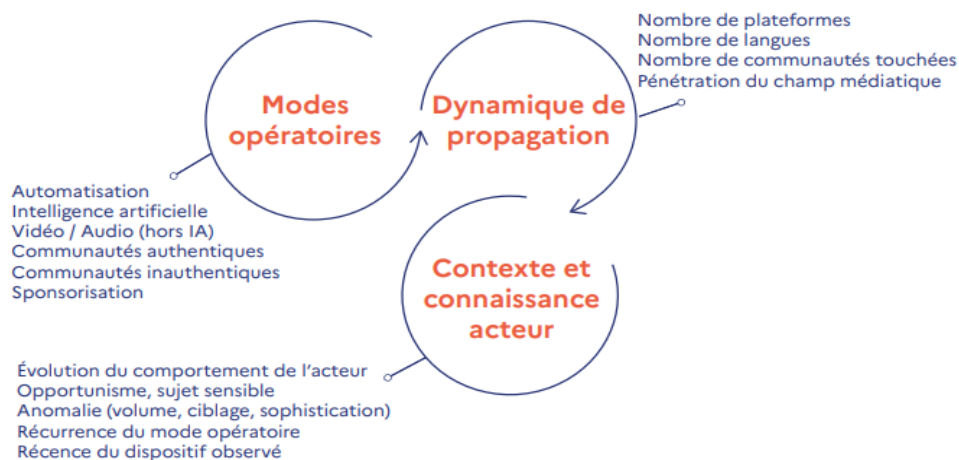 Modes
opératoires
Automatisation
Intelligence artificielle
Vidéo / Audio (hors IA)
Communautés authentiques
Communautés inauthentiques
Sponsorisation
Dynamique de
propagation
Nombre de plateformes
Nombre de langues
Nombre de communautés touchées
Pénétration du champ médiatique
Contexte et
connaissance
acteur
Évolution du comportement de l’acteur
Opportunisme, sujet sensible
Anomalie (volume, ciblage, sophistication)
Récurrence du mode opératoire
Récence du dispositif observé